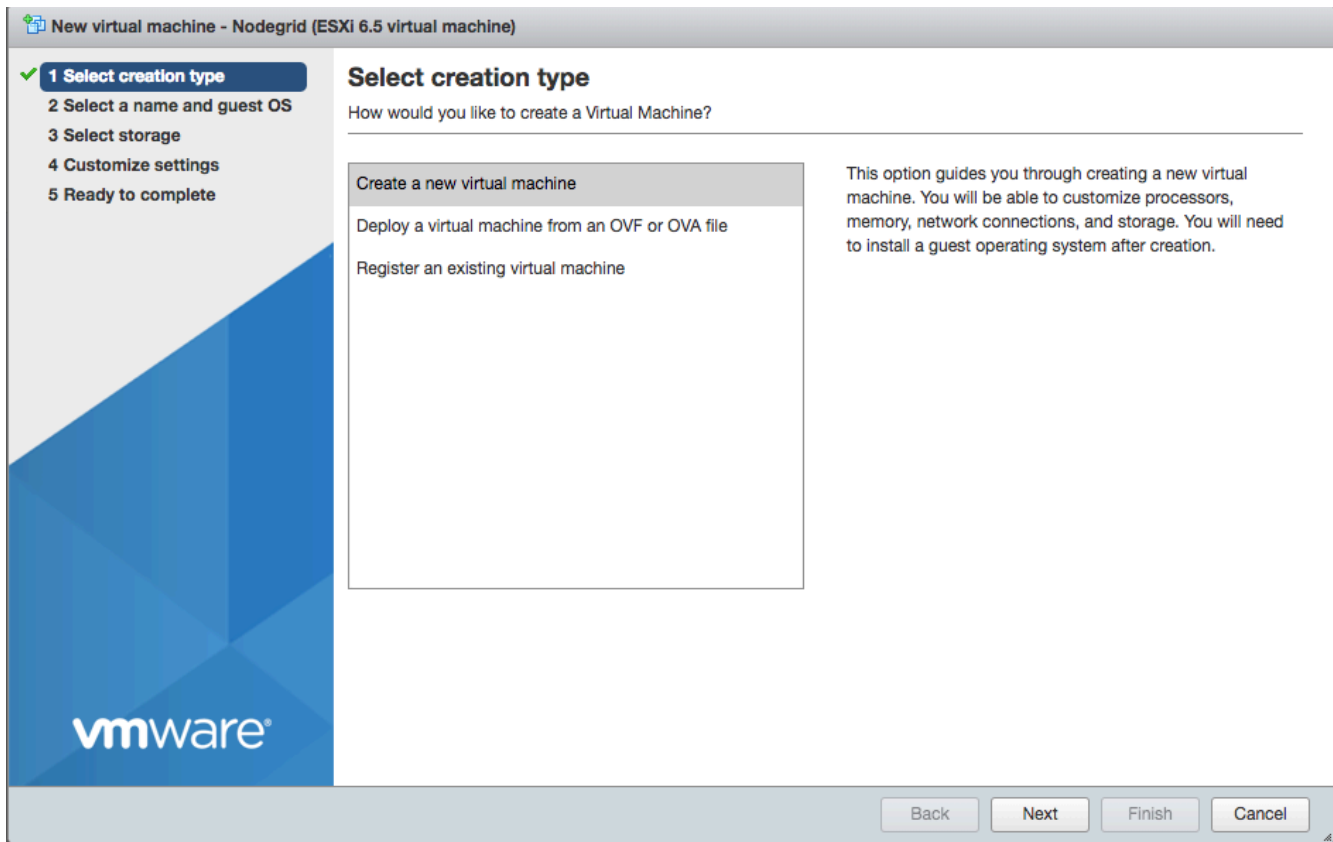 New virtual machine - Nodegrid (ESXi 6.5 virtual machine)
1 Select creation type
2 Select a name and guest OS
3 Select storage
4 Customize settings
5 Ready to complete
Select creation type
How would you like to create a Virtual Machine?
Create a new virtual machine
Deploy a virtual machine from an OVF or OVA file
Register an existing virtual machine
This option guides you through creating a new virtual
machine. You will be able to customize processors,
memory, network connections, and storage. You will need
to install a guest operating system after creation.
vmware®
Back
Next
Finish
Cancel